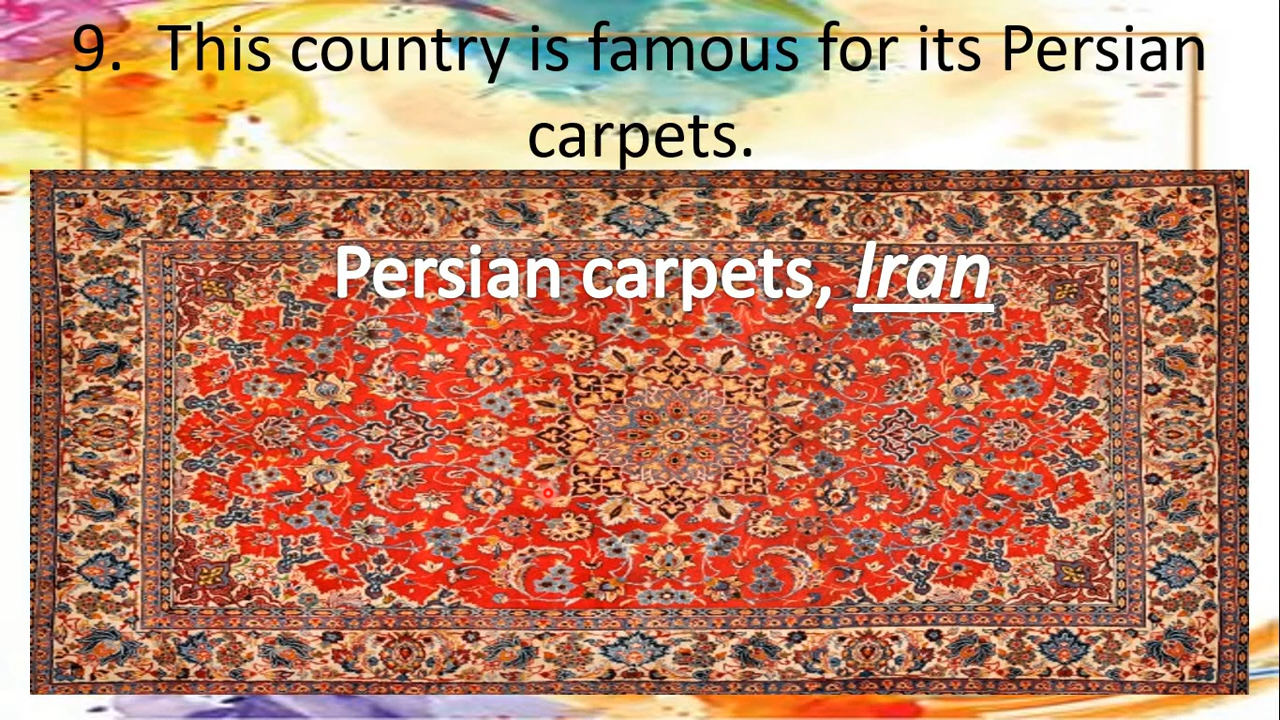 9. This country is famous for its Persian
carpets.
Persian carpets, Iran